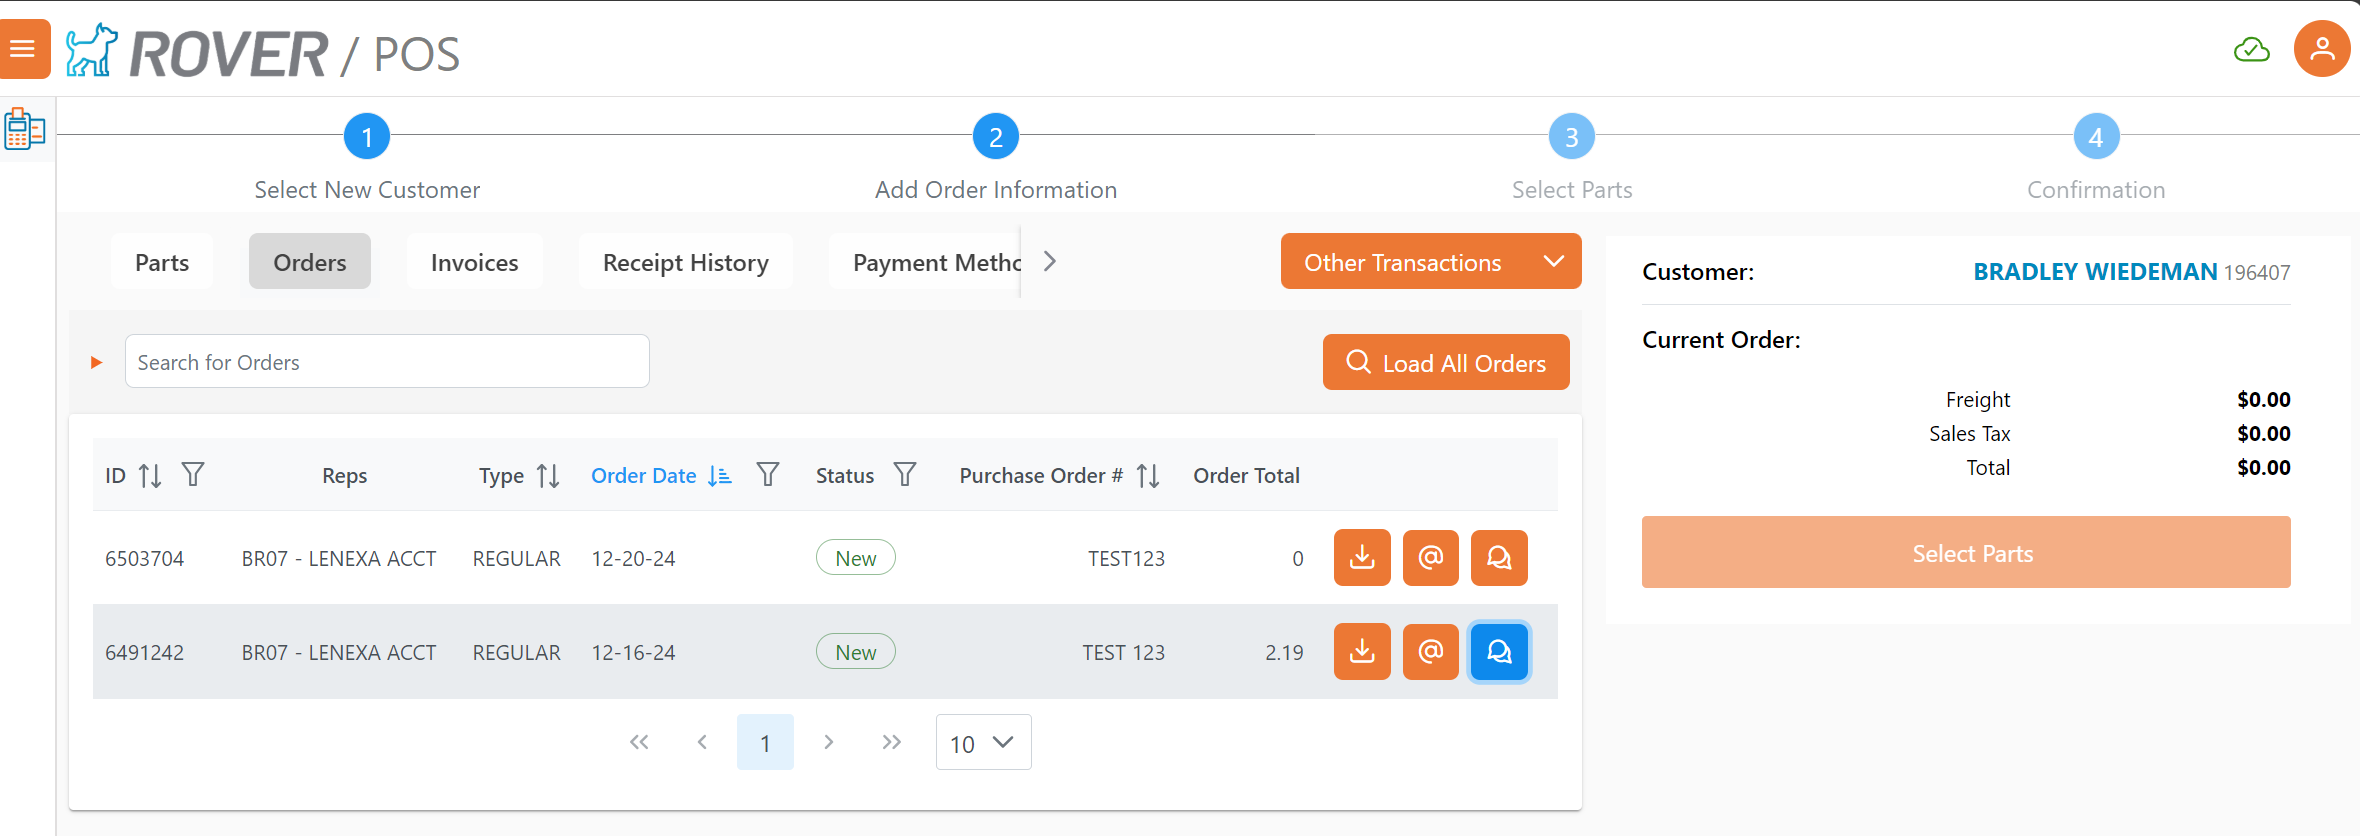 ROVER / POS
1 2 3 4
Select New Customer Add Order Information Select Parts Confirmation
Parts Orders Invoices Receipt History Payment Metho Other Transactions
Customer: BRADLEY WIEDEMAN 196407
Current Order:
Search for Orders Load All Orders
Freight $0.00
Sales Tax $0.00
Total $0.00
Select Parts
ID Reps Type Order Date Status Purchase Order # Order Total
6503704 BR07 - LENEXA ACCT REGULAR 12-20-24 New TEST123 0
6491242 BR07 - LENEXA ACCT REGULAR 12-16-24 New TEST 123 2.19
1 10